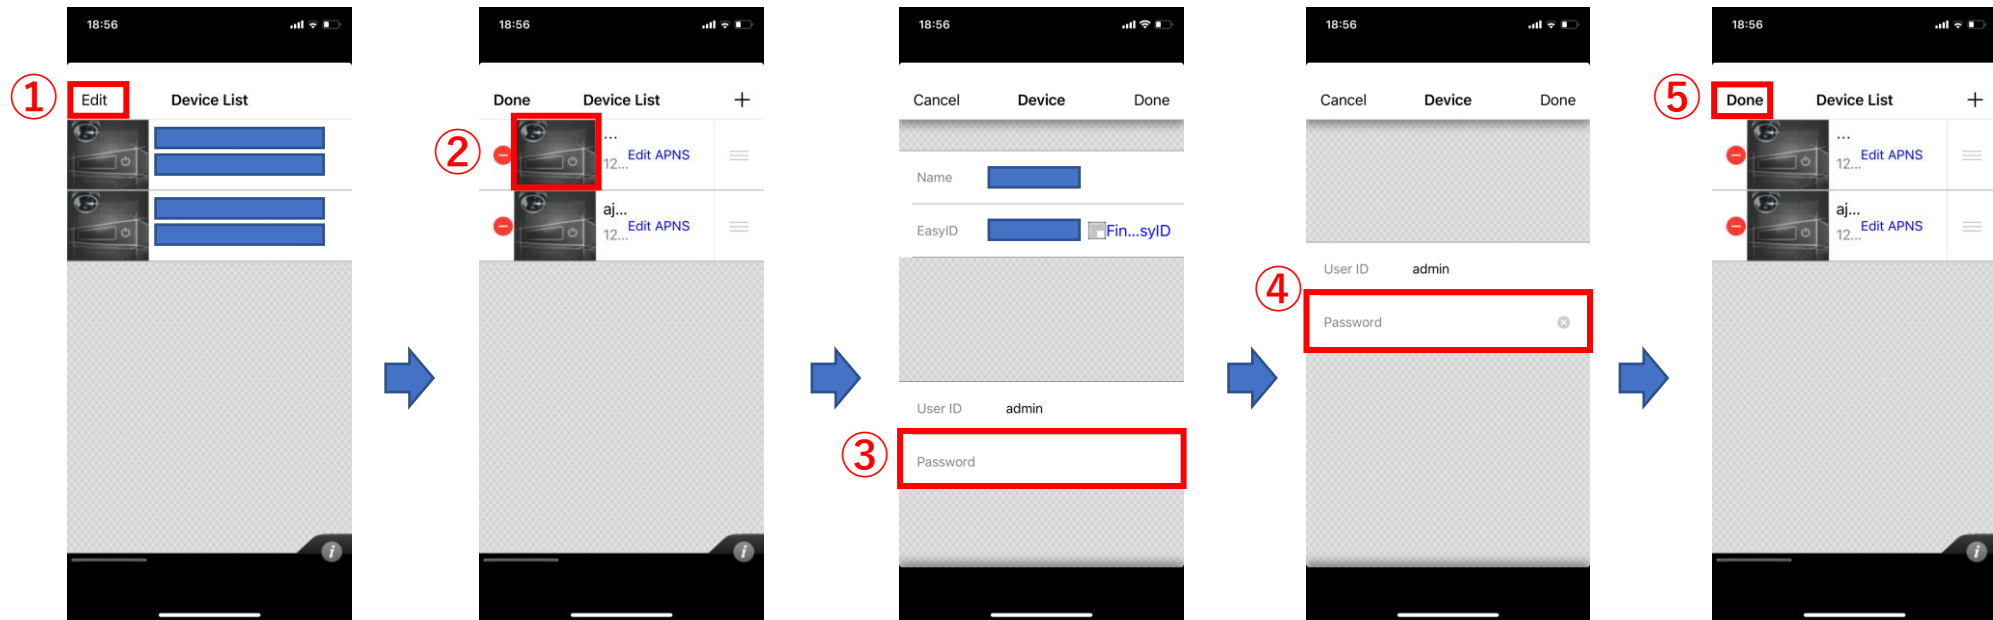 ①
18:56
Edit
Device List
②
18:56
Done
Device List
+
...
12...
Edit APNS
aj...
12...
Edit APNS
③
18:56
Cancel
Device
Done
Name
EasyID
Fin...syID
User ID
admin
Password
④
18:56
Cancel
Device
Done
User ID
admin
Password
⑤
18:56
Done
Device List
+
...
12...
Edit APNS
aj...
12...
Edit APNS